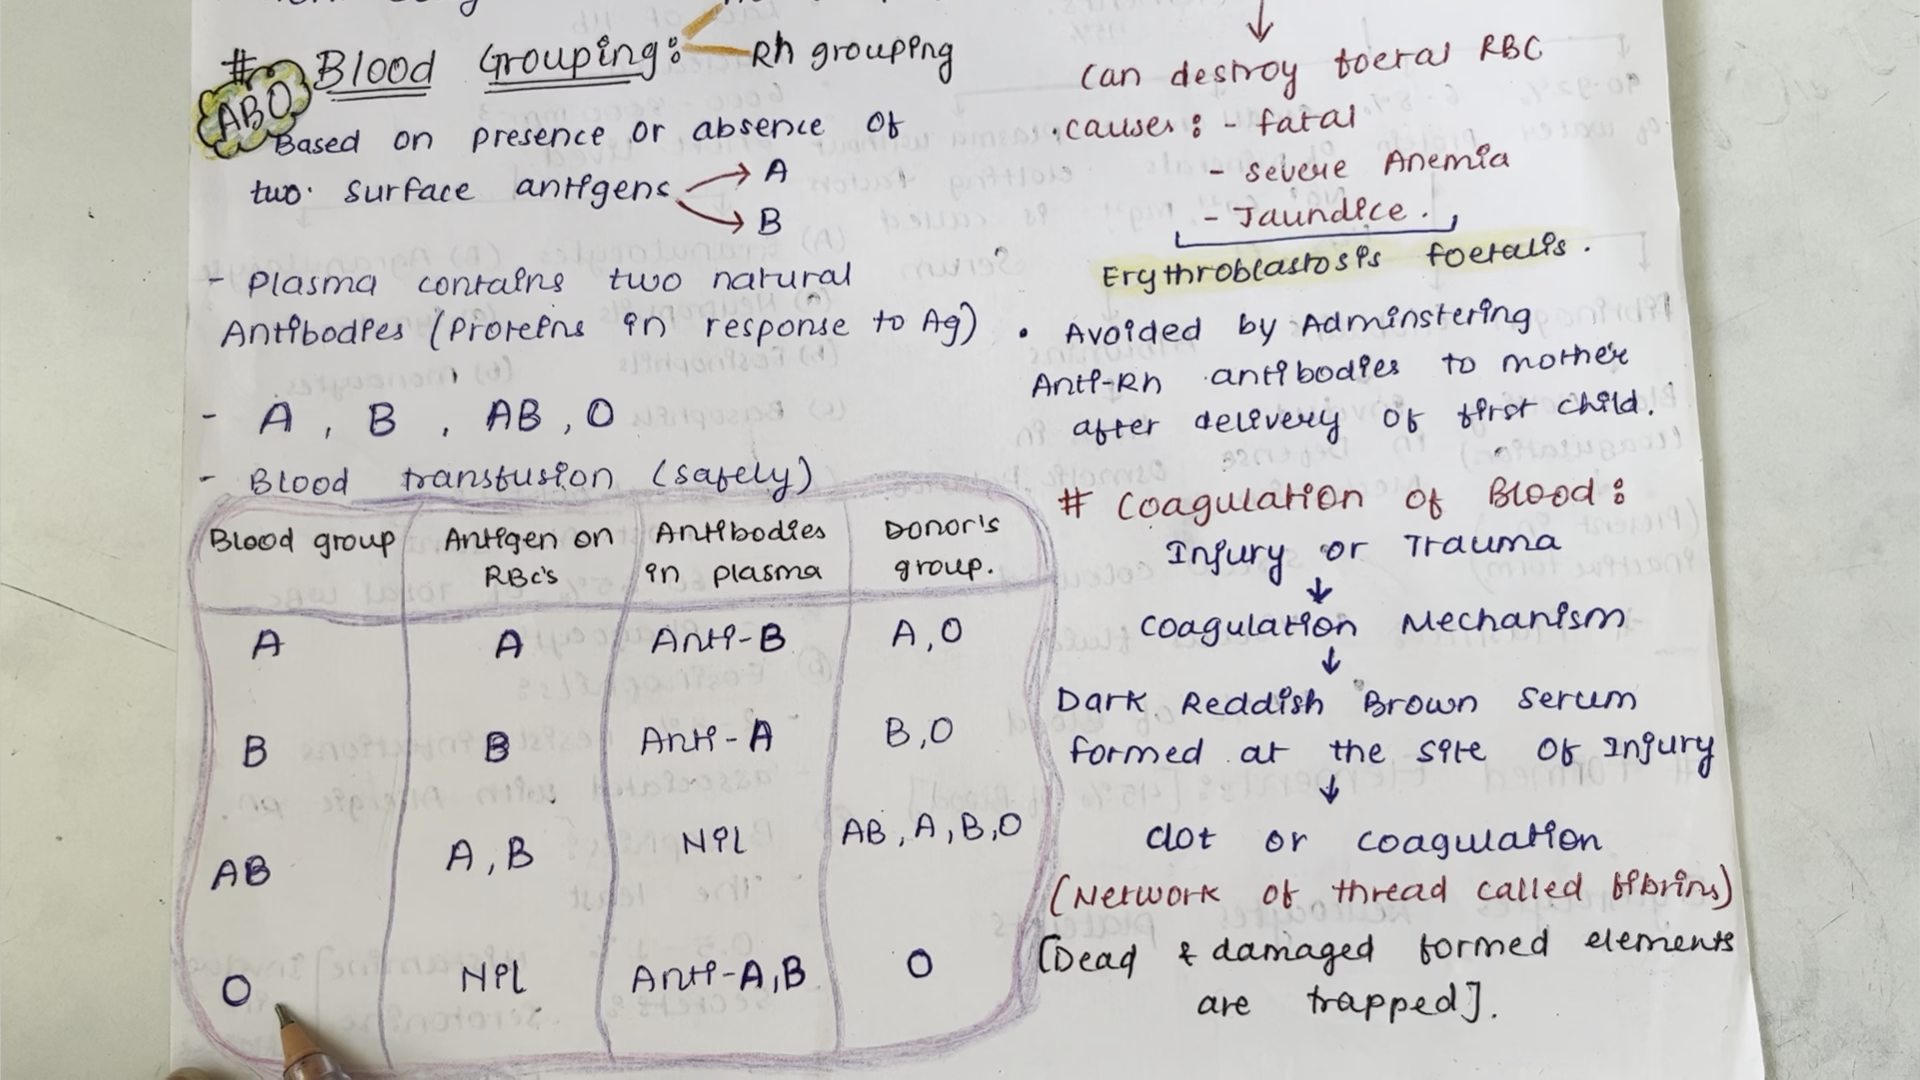 # Blood Grouping:
Rh grouping
ABO
Based on presence or absence of
two surface antigens
A
B
- Plasma contains two natural
Antibodies (Proteins in response to Ag)
- A, B, AB, O
- Blood transfusion (safely)
Blood group Antigen on RBC's Antibodies in plasma Donor's group.
A A Anti-B A,O
B B Anti-A B,O
AB A,B Nil AB, A, B,O
O Nil Anti-A,B O
↓
can destroy foetal RBC
.causes: - fatal
- severe Anemia
- Jaundice.
Erythroblastosis foetalis.
• Avoided by Adminstering
Anti-Rh antibodies to mother
after delivery of first child.
# Coagulation of Blood:
Injury or Trauma
↓
Coagulation Mechanism
↓
Dark Reddish Brown Serum
formed at the site of Injury
↓
clot or coagulation
(Network of thread called fibrins)
[Dead & damaged formed elements
are trapped].